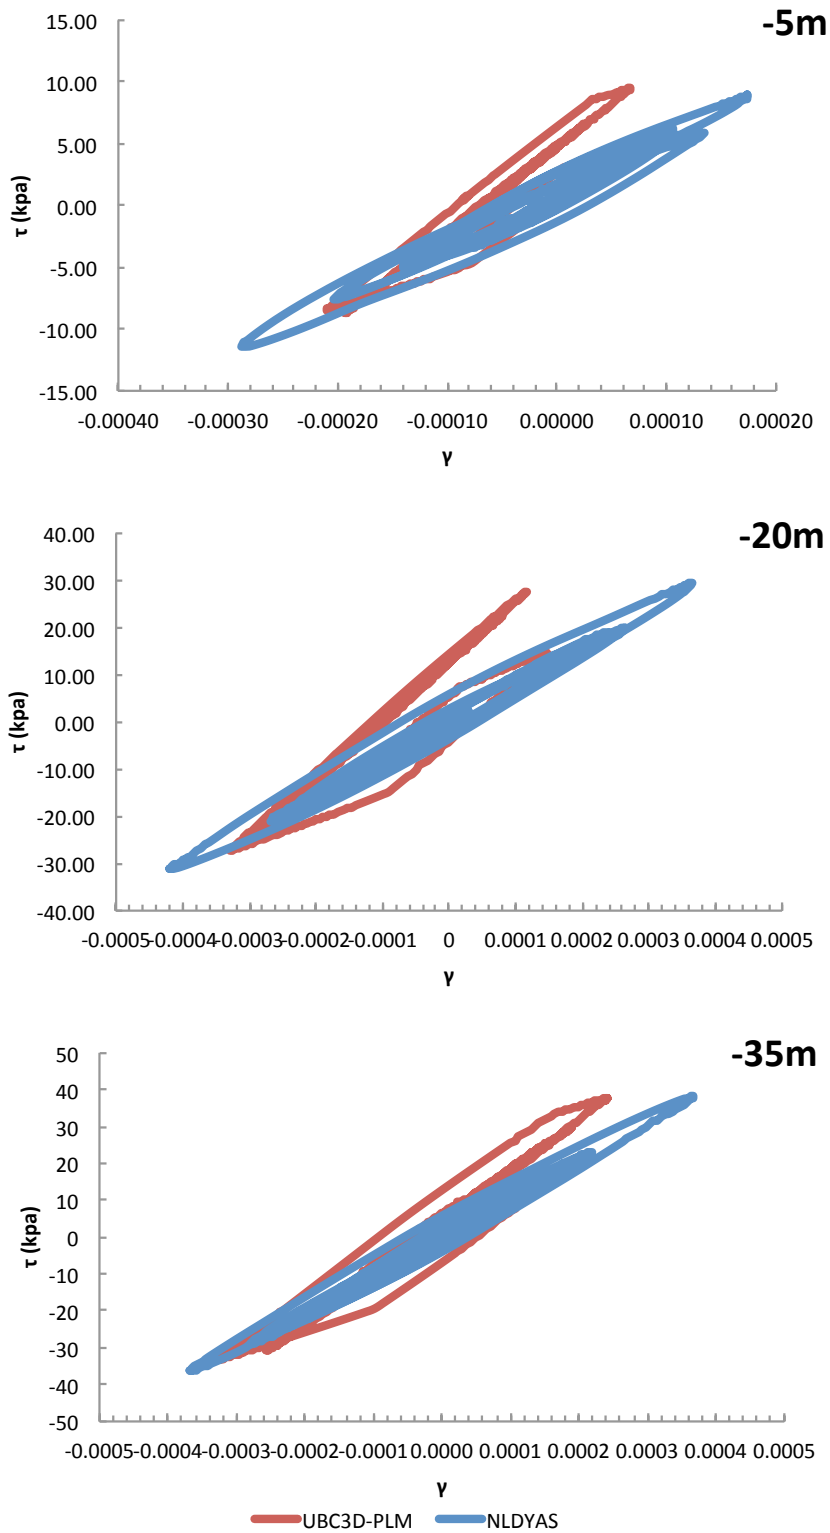 -5m
15.00
10.00
5.00
0.00
-5.00
-10.00
-15.00
τ (kpa)
-0.00040 -0.00030 -0.00020 -0.00010 0.00000 0.00010 0.00020
γ
-20m
40.00
30.00
20.00
10.00
0.00
-10.00
-20.00
-30.00
-40.00
τ (kpa)
-0.0005 -0.0004 -0.0003 -0.0002 -0.0001 0 0.0001 0.0002 0.0003 0.0004 0.0005
γ
-35m
50
40
30
20
10
0
-10
-20
-30
-40
-50
τ (kpa)
-0.0005 -0.0004 -0.0003 -0.0002 -0.0001 0.0000 0.0001 0.0002 0.0003 0.0004 0.0005
γ
UBC3D-PLM NLDYAS